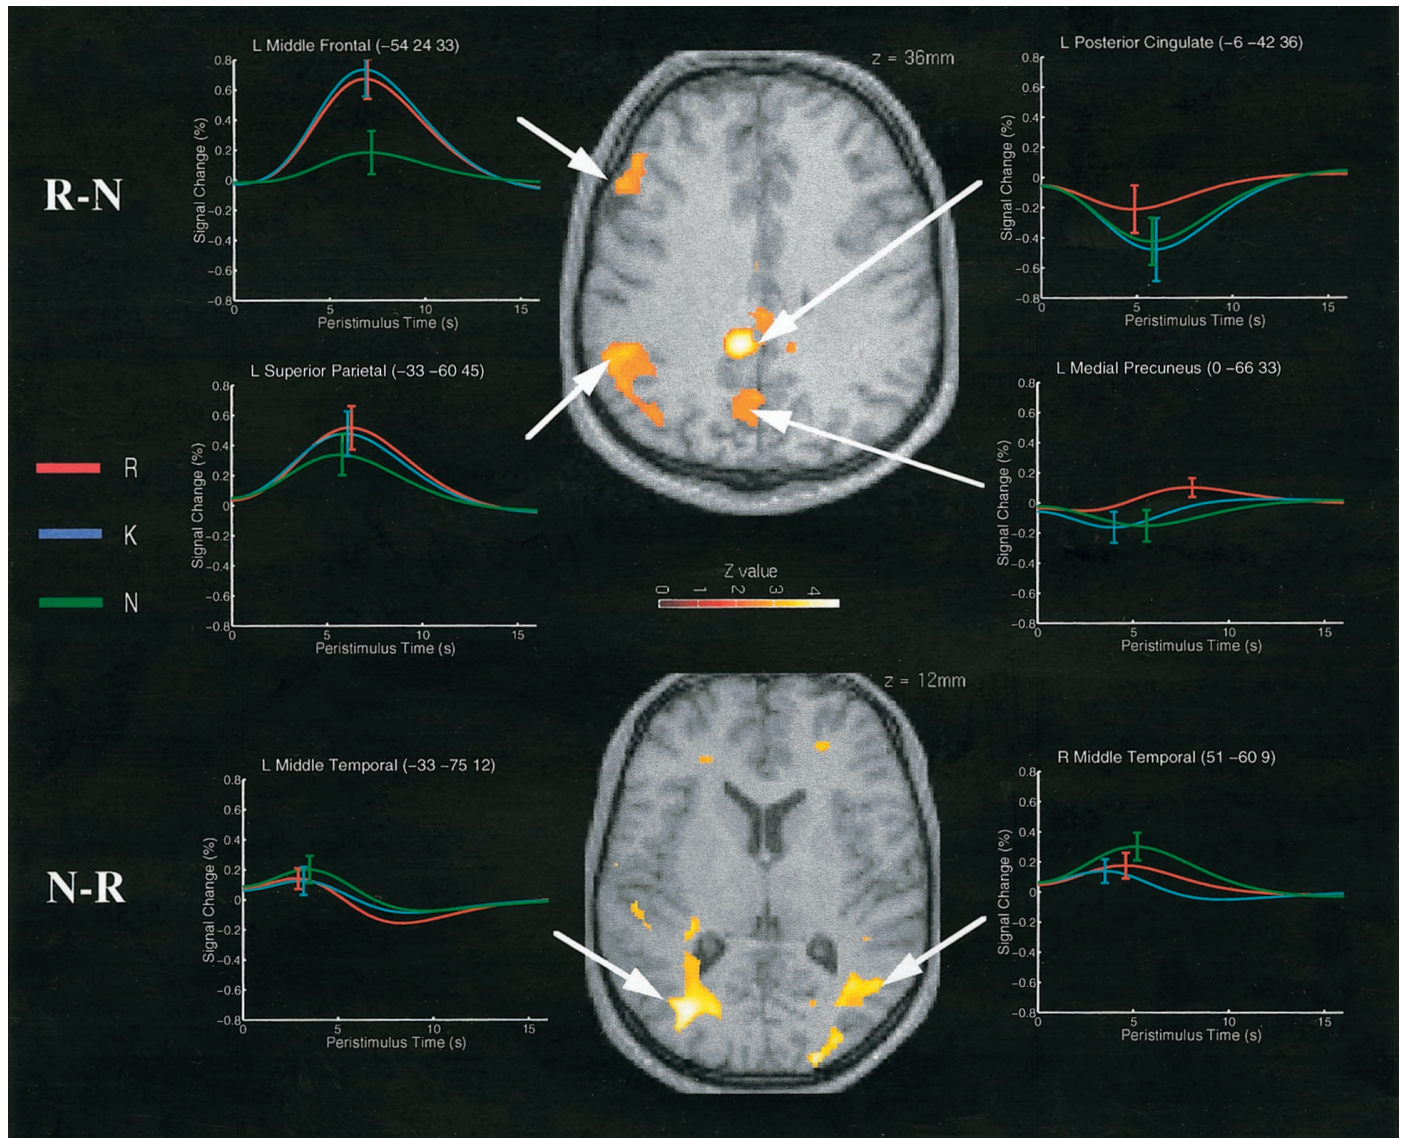 L Middle Frontal (−54 24 33)
0.8
0.6
0.4
0.2
0
−0.2
−0.4
−0.6
−0.8
Signal Change (%)
0 5 10 15
Peristimulus Time (s)
z = 36mm
L Posterior Cingulate (−6 −42 36)
0.8
0.6
0.4
0.2
0
−0.2
−0.4
−0.6
−0.8
Signal Change (%)
0 5 10 15
Peristimulus Time (s)
R-N
L Superior Parietal (−33 −60 45)
0.8
0.6
0.4
0.2
0
−0.2
−0.4
−0.6
−0.8
Signal Change (%)
0 5 10 15
Peristimulus Time (s)
L Medial Precuneus (0 −66 33)
0.8
0.6
0.4
0.2
0
−0.2
−0.4
−0.6
−0.8
Signal Change (%)
0 5 10 15
Peristimulus Time (s)
R
K
N
Z value
0 1 2 3 4
z = 12mm
N-R
L Middle Temporal (−33 −75 12)
0.8
0.6
0.4
0.2
0
−0.2
−0.4
−0.6
−0.8
Signal Change (%)
0 5 10 15
Peristimulus Time (s)
R Middle Temporal (51 −60 9)
0.8
0.6
0.4
0.2
0
−0.2
−0.4
−0.6
−0.8
Signal Change (%)
0 5 10 15
Peristimulus Time (s)